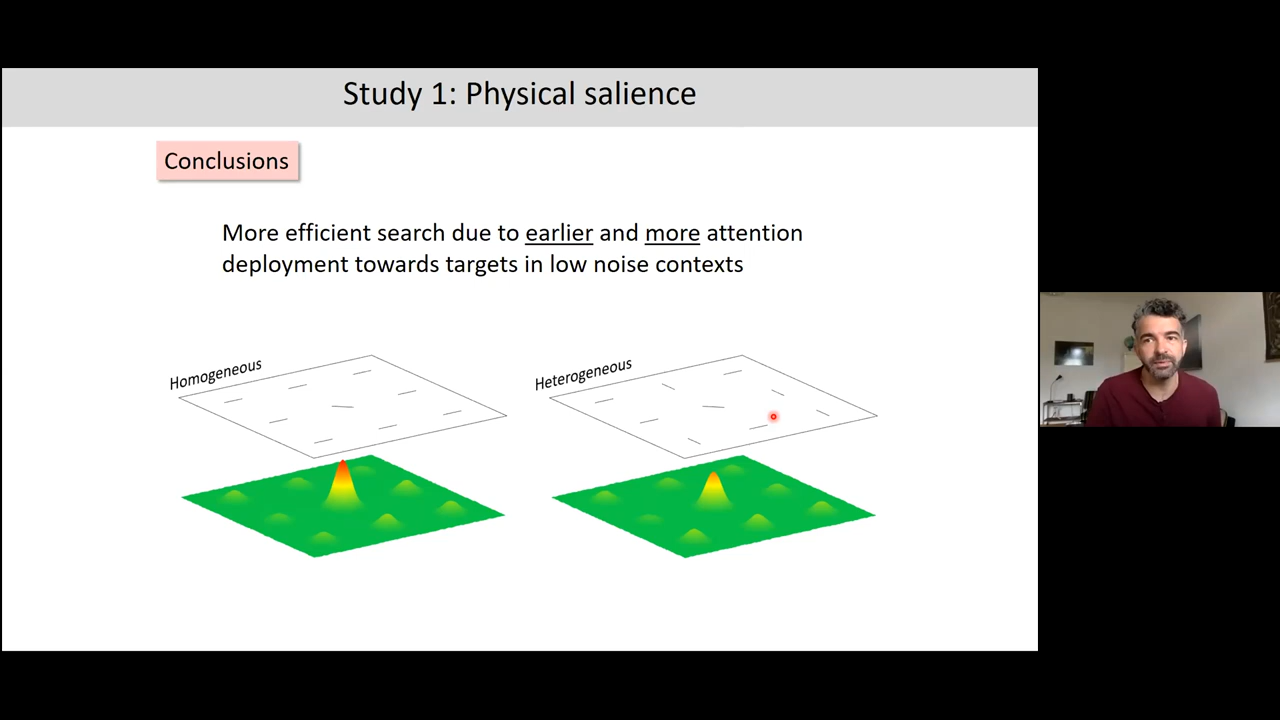 Study 1: Physical salience
Conclusions
More efficient search due to earlier and more attention
deployment towards targets in low noise contexts
Homogeneous
Heterogeneous